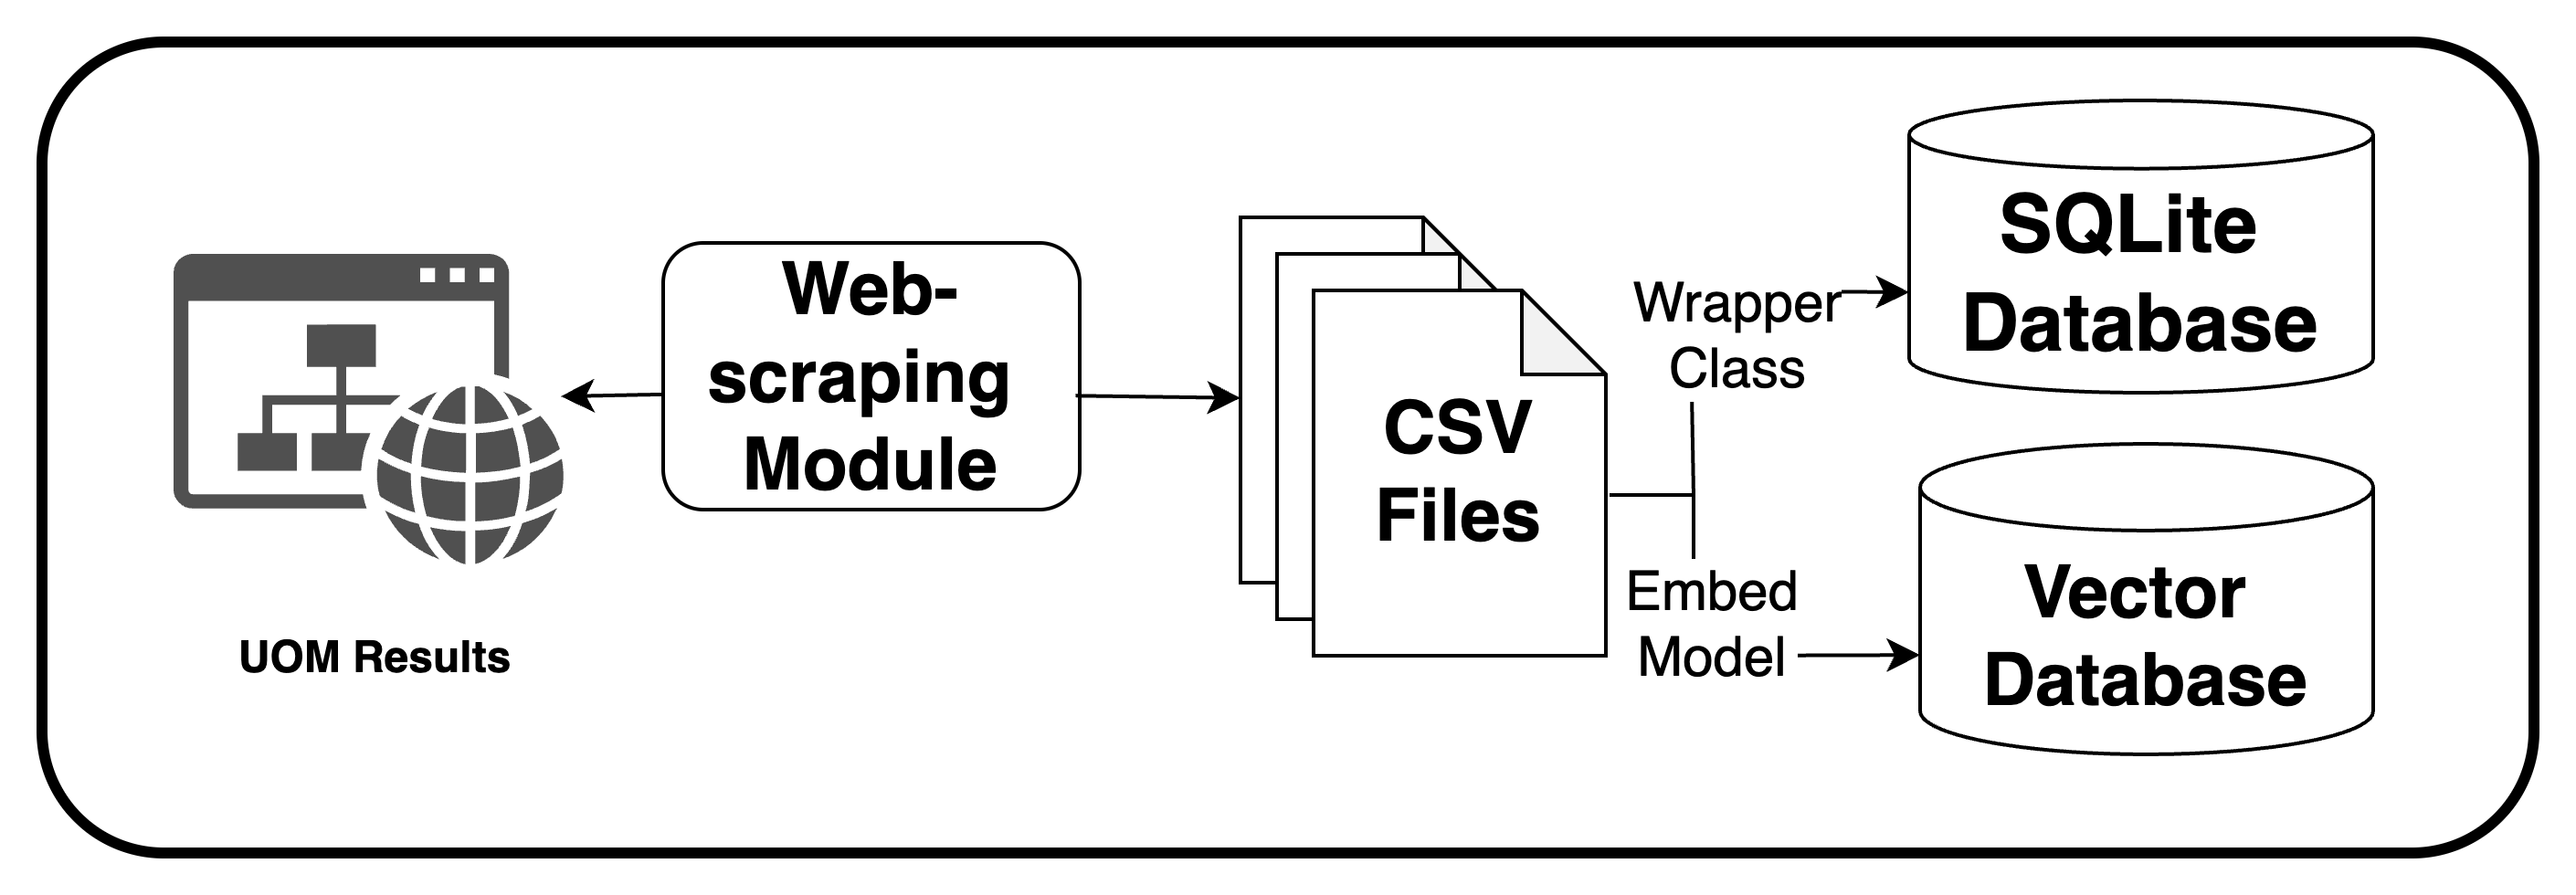 UOM Results
Web-
scraping
Module
CSV
Files
Wrapper
Class
Embed
Model
SQLite
Database
Vector
Database